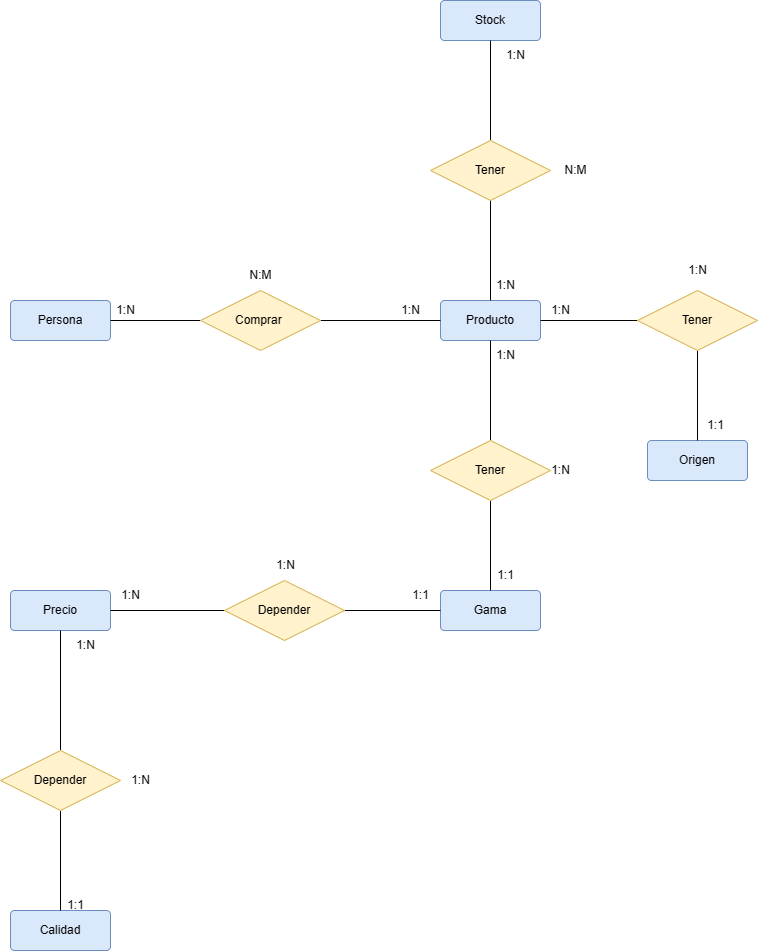 Stock
1:N
Tener
N:M
1:N
Persona
1:N
N:M
Comprar
1:N
Producto
1:N
1:N
Tener
1:1
Origen
1:N
Tener
1:N
1:1
Precio
1:N
1:N
Depender
1:1
Gama
1:N
Depender
1:N
1:1
Calidad